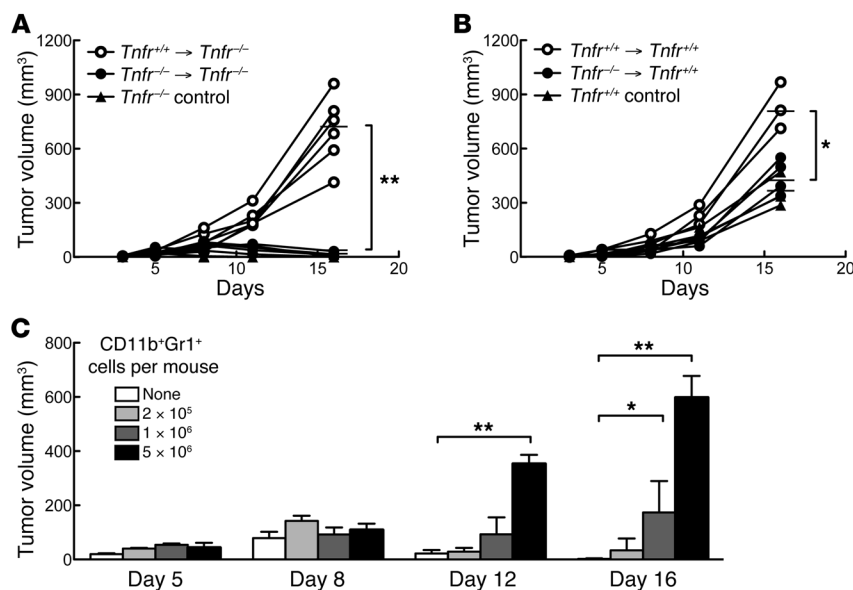 A
1200
900
600
300
0
Tumor volume (mm³)
Tnfr⁺/⁺ → Tnfr⁻/⁻
Tnfr⁻/⁻ → Tnfr⁻/⁻
Tnfr⁻/⁻ control
**
5
10
15
20
Days
B
1200
900
600
300
0
Tumor volume (mm³)
Tnfr⁺/⁺ → Tnfr⁺/⁺
Tnfr⁻/⁻ → Tnfr⁺/⁺
Tnfr⁺/⁺ control
*
5
10
15
20
Days
C
800
600
400
200
0
Tumor volume (mm³)
CD11b⁺Gr1⁺
cells per mouse
None
2 × 10⁵
1 × 10⁶
5 × 10⁶
**
**
*
Day 5
Day 8
Day 12
Day 16